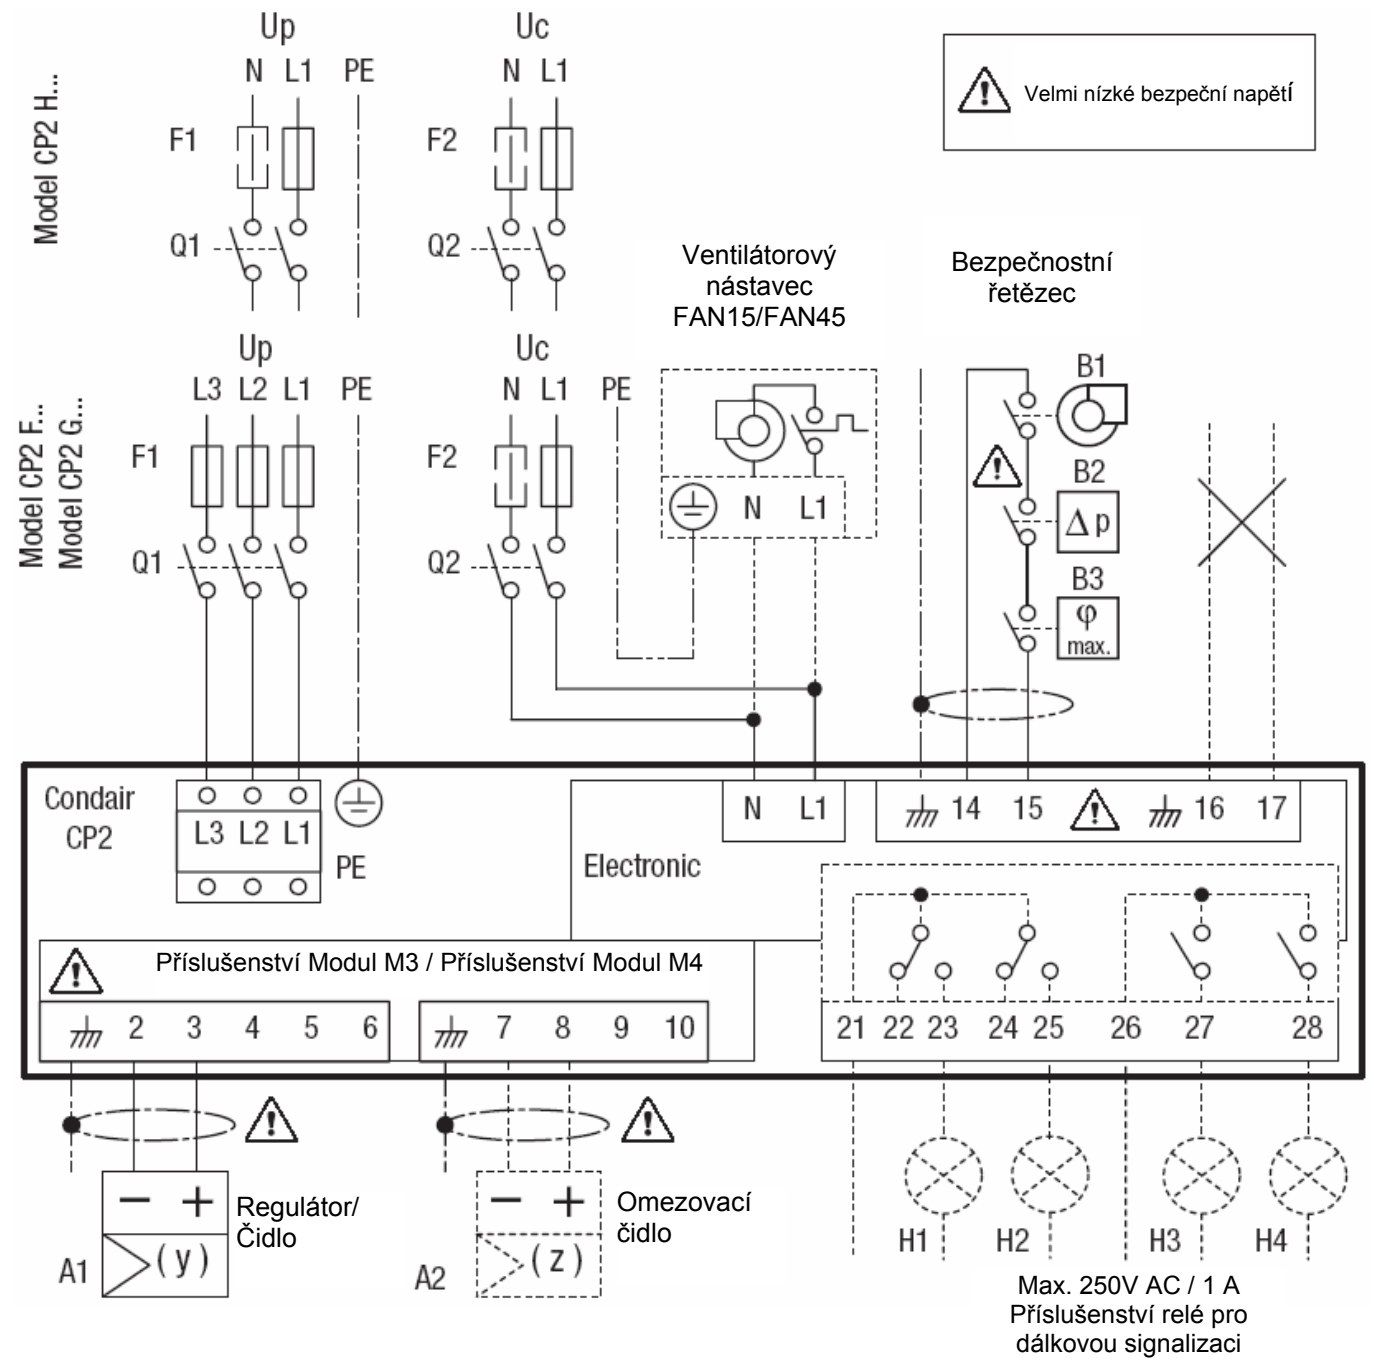 Up
Uc
N L1 PE
N L1
Model CP2 H...
F1
F2
Q1
Q2
Velmi nízké bezpeční napětí
Ventilátorový
nástavec
FAN15/FAN45
Bezpečnostní
řetězec
Up
Uc
L3 L2 L1 PE
N L1 PE
Model CP2 F...
Model CP2 G...
F1
F2
Q1
Q2
N L1
B1
B2
Δp
B3
φ
max.
Condair
CP2
L3 L2 L1
PE
Electronic
N L1
14 15
16 17
Příslušenství Modul M3 / Příslušenství Modul M4
2 3 4 5 6
7 8 9 10
21 22 23 24 25 26 27 28
− +
Regulátor/
Čidlo
A1
(y)
− +
Omezovací
čidlo
A2
(z)
H1 H2 H3 H4
Max. 250V AC / 1 A
Příslušenství relé pro
dálkovou signalizaci